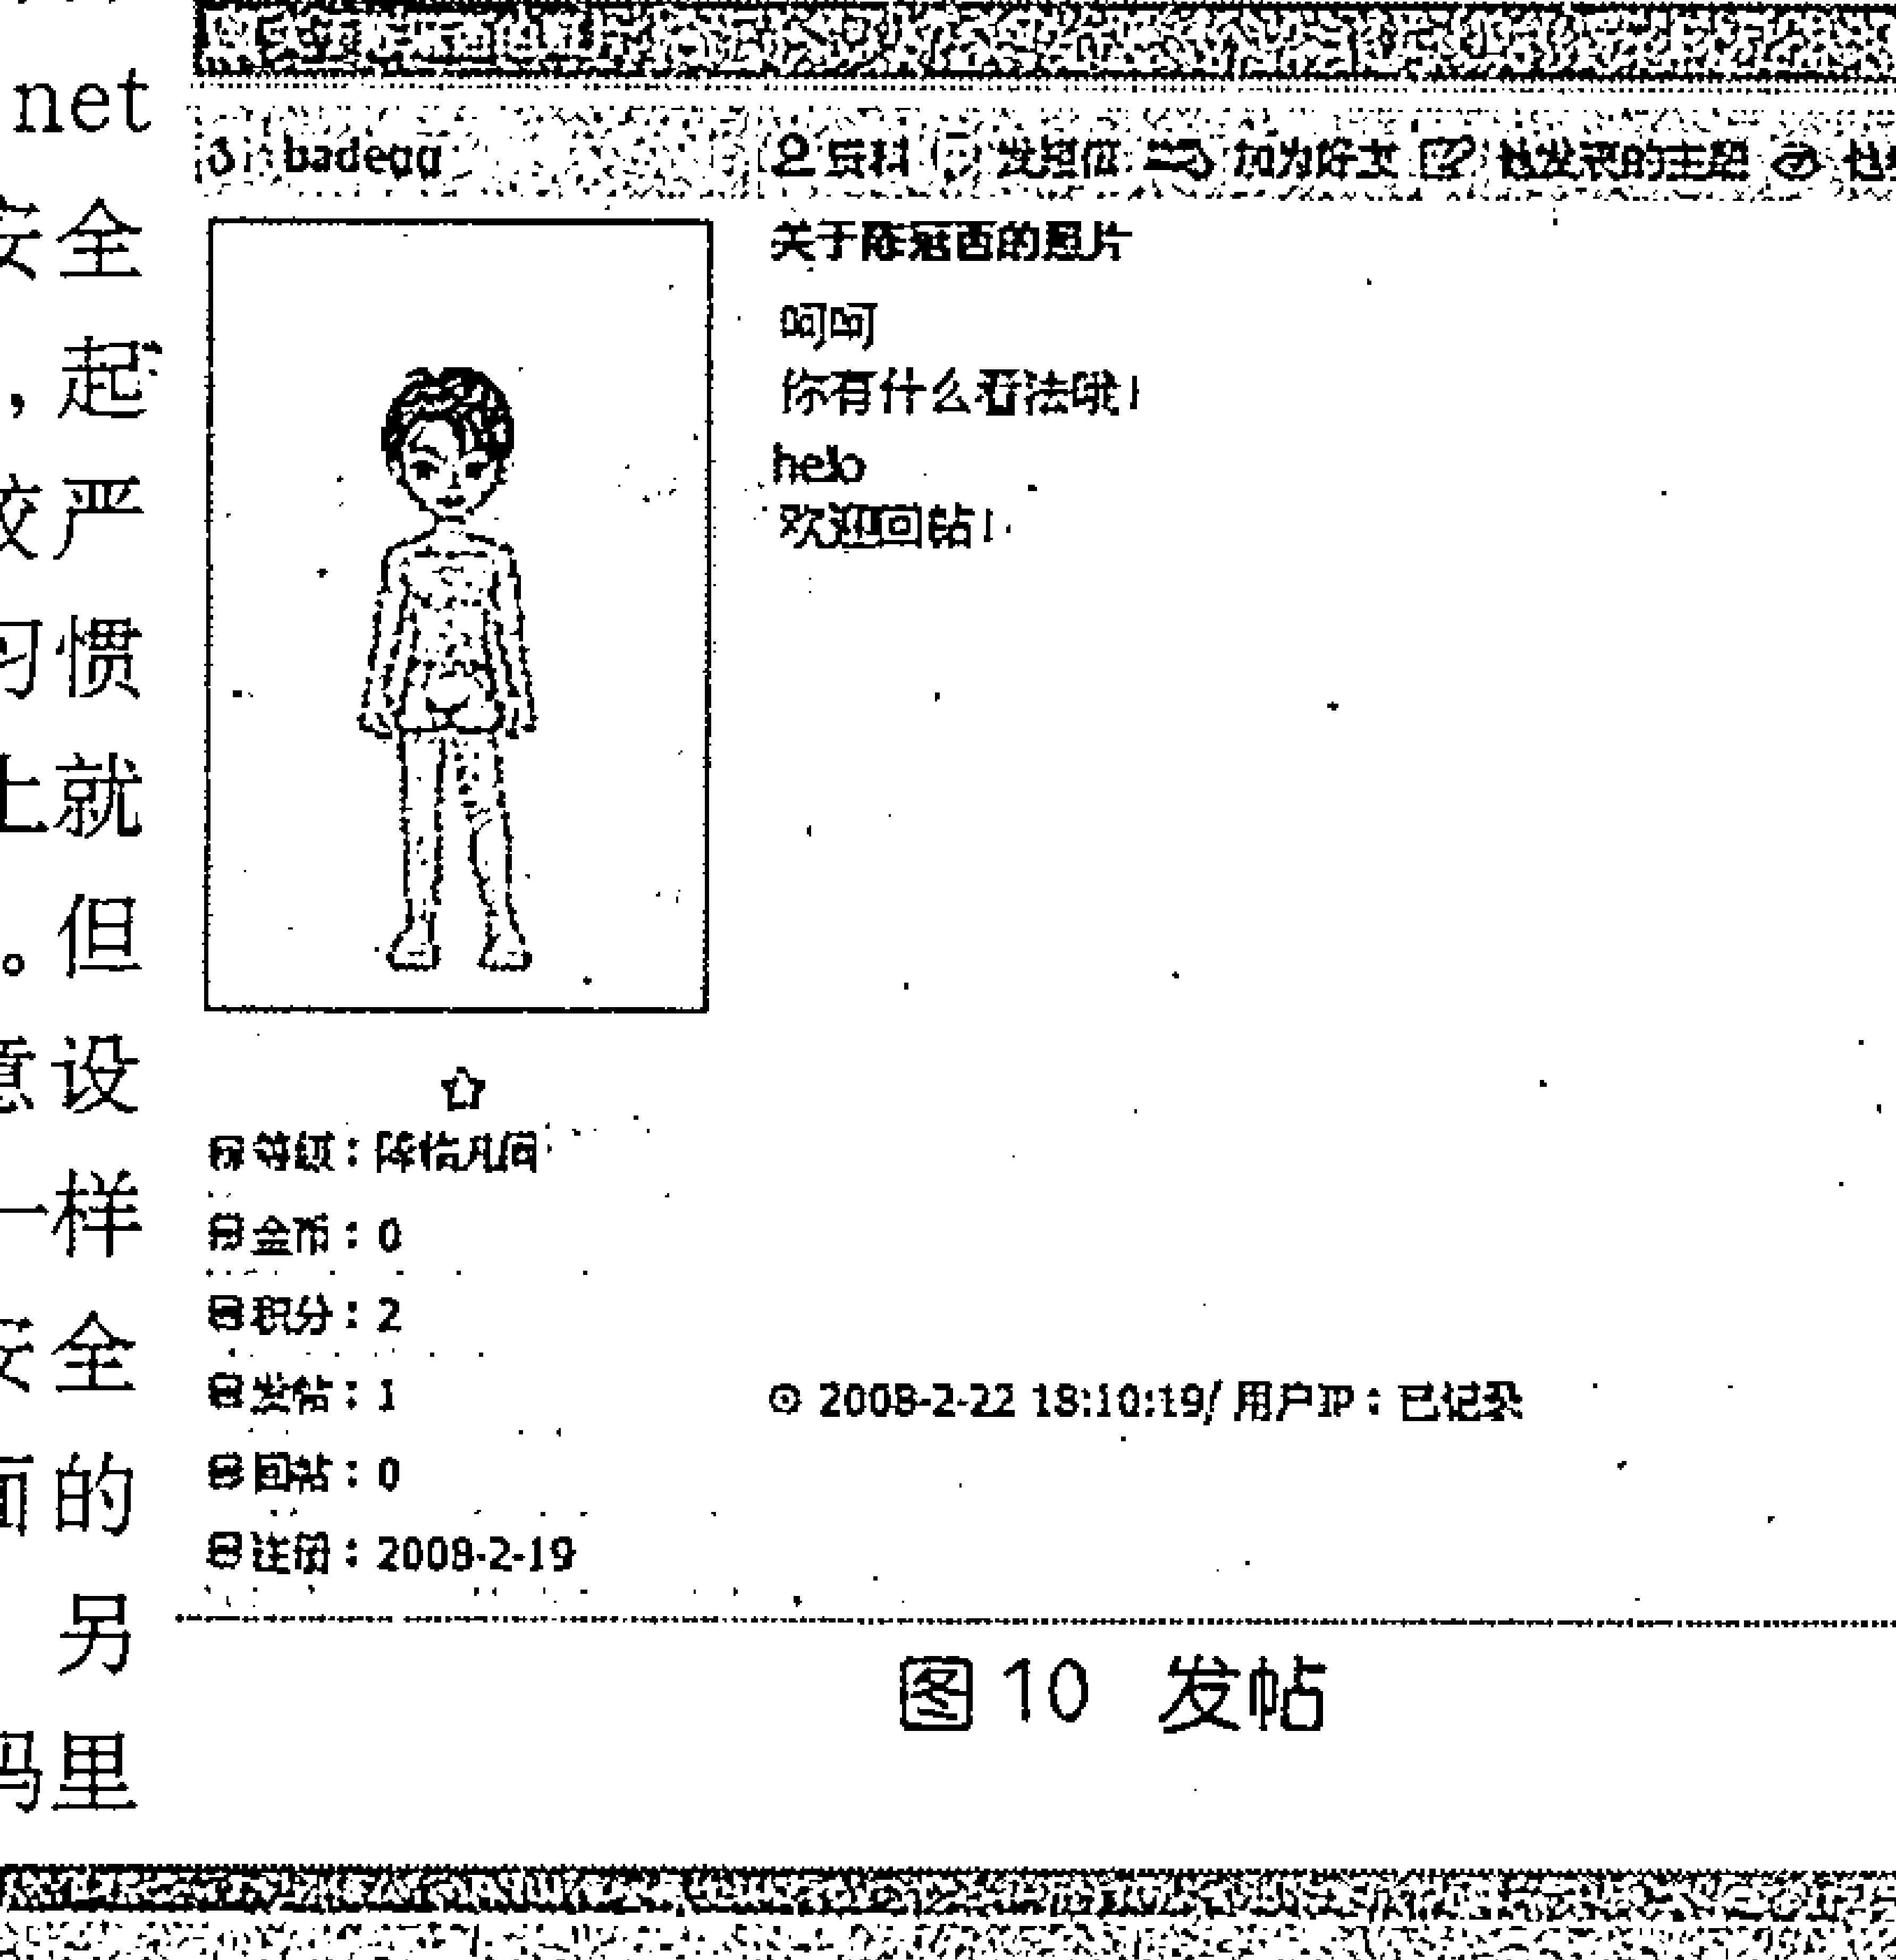 net
安全
，起
较严
习惯
上就
。但
意设
一样
安全
面的
另
码里
badegg
资料 发短信 加为好友 他发表的主题
关于陈冠西的照片
呵呵
你有什么看法哦！
helo
欢迎回帖！
等级：降临凡间
金币：0
积分：2
发帖：1
回帖：0
注册：2008-2-19
2008-2-22 18:10:19/ 用户IP：已记录
图 10 发帖